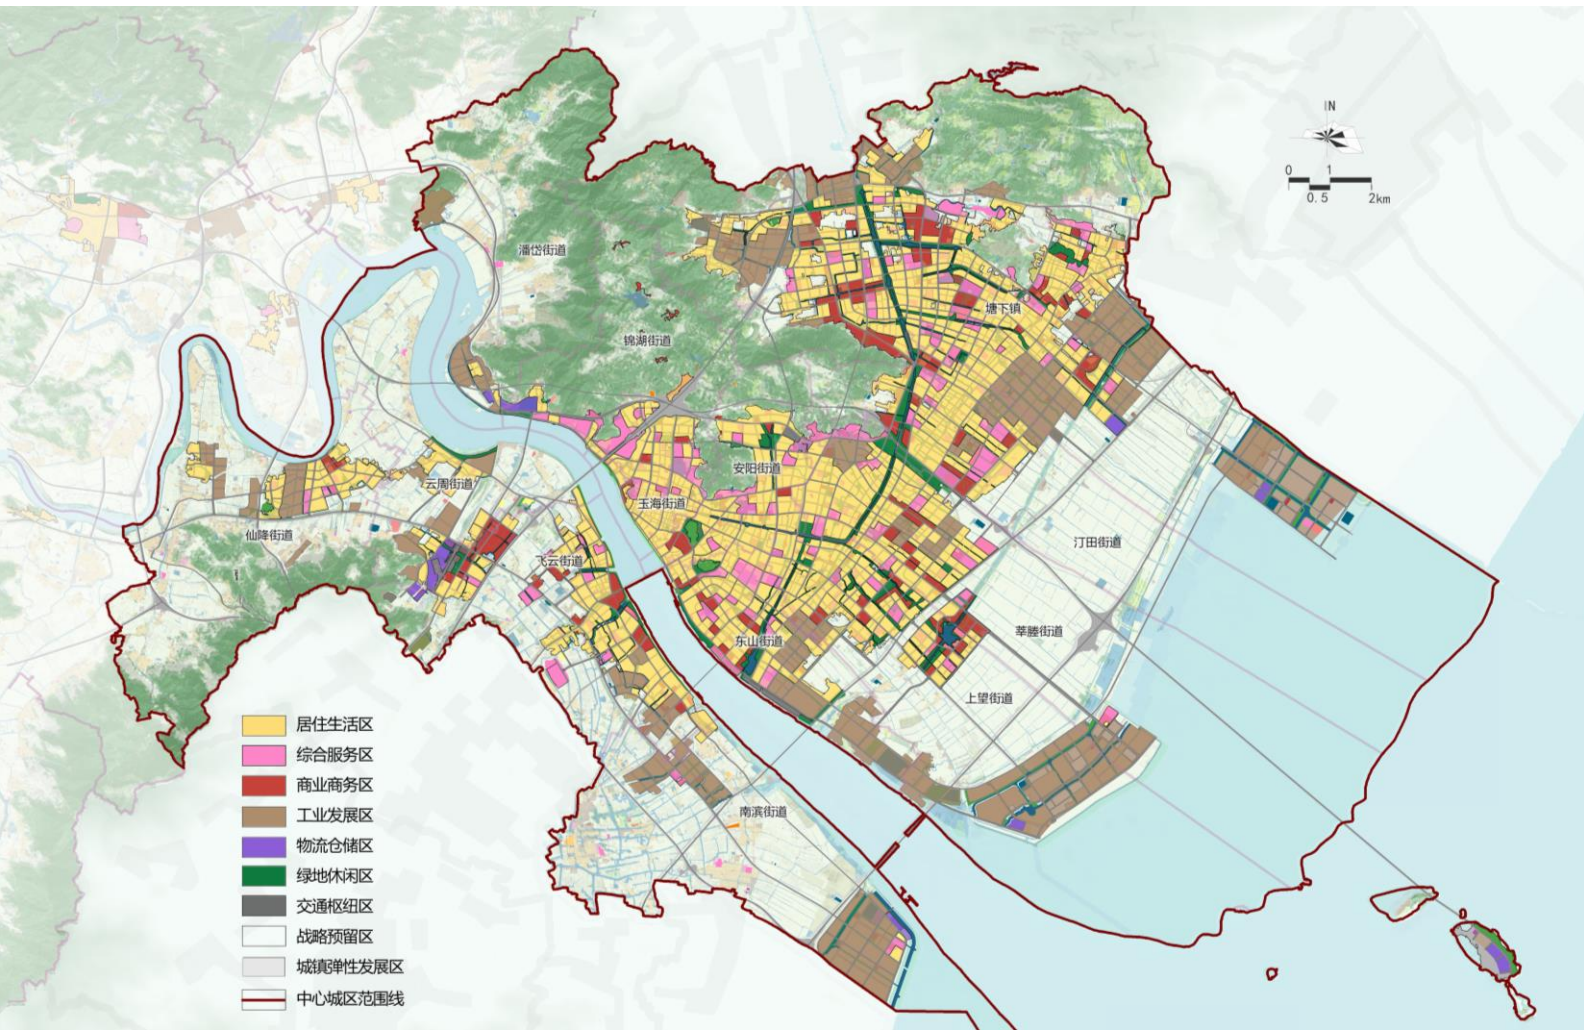 N
0 1
0.5 2km
潘岱街道
塘下镇
锦湖街道
安阳街道
云周街道
玉海街道
仙降街道
汀田街道
飞云街道
莘塍街道
东山街道
上望街道
南滨街道
居住生活区
综合服务区
商业商务区
工业发展区
物流仓储区
绿地休闲区
交通枢纽区
战略预留区
城镇弹性发展区
中心城区范围线